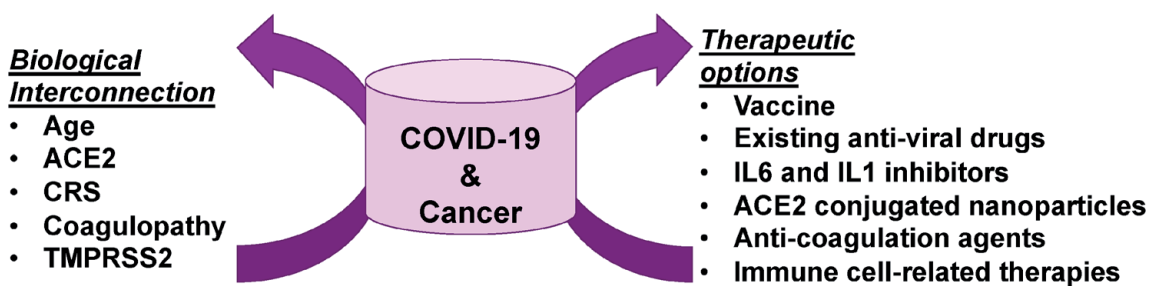 Biological
Interconnection
• Age
• ACE2
• CRS
• Coagulopathy
• TMPRSS2
COVID-19
&
Cancer
Therapeutic
options
• Vaccine
• Existing anti-viral drugs
• IL6 and IL1 inhibitors
• ACE2 conjugated nanoparticles
• Anti-coagulation agents
• Immune cell-related therapies